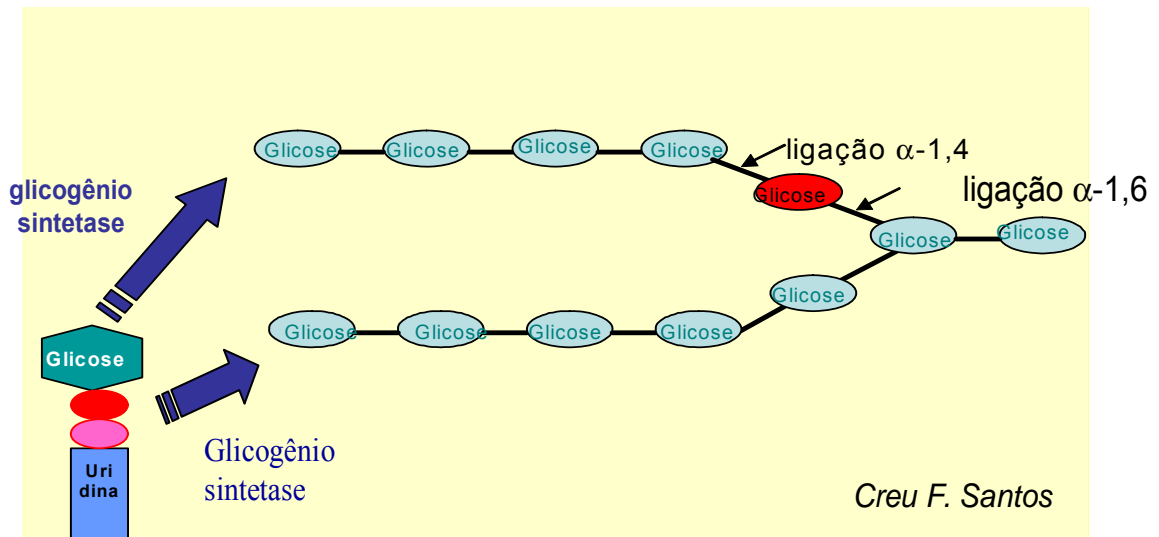 Glicose Glicose Glicose Glicose
ligação α-1,4
Glicose
ligação α-1,6
Glicose Glicose
glicogênio
sintetase
Glicose
Glicose Glicose Glicose Glicose
Glicose
Glicogênio
sintetase
Uri
dina
Creu F. Santos